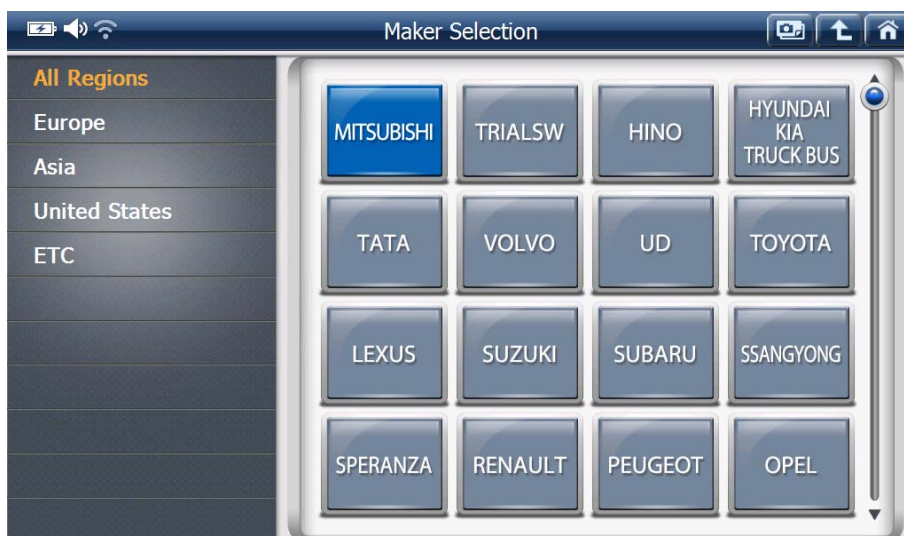 Maker Selection
All Regions
Europe
Asia
United States
ETC
MITSUBISHI
TRIALSW
HINO
HYUNDAI
KIA
TRUCK BUS
TATA
VOLVO
UD
TOYOTA
LEXUS
SUZUKI
SUBARU
SSANGYONG
SPERANZA
RENAULT
PEUGEOT
OPEL